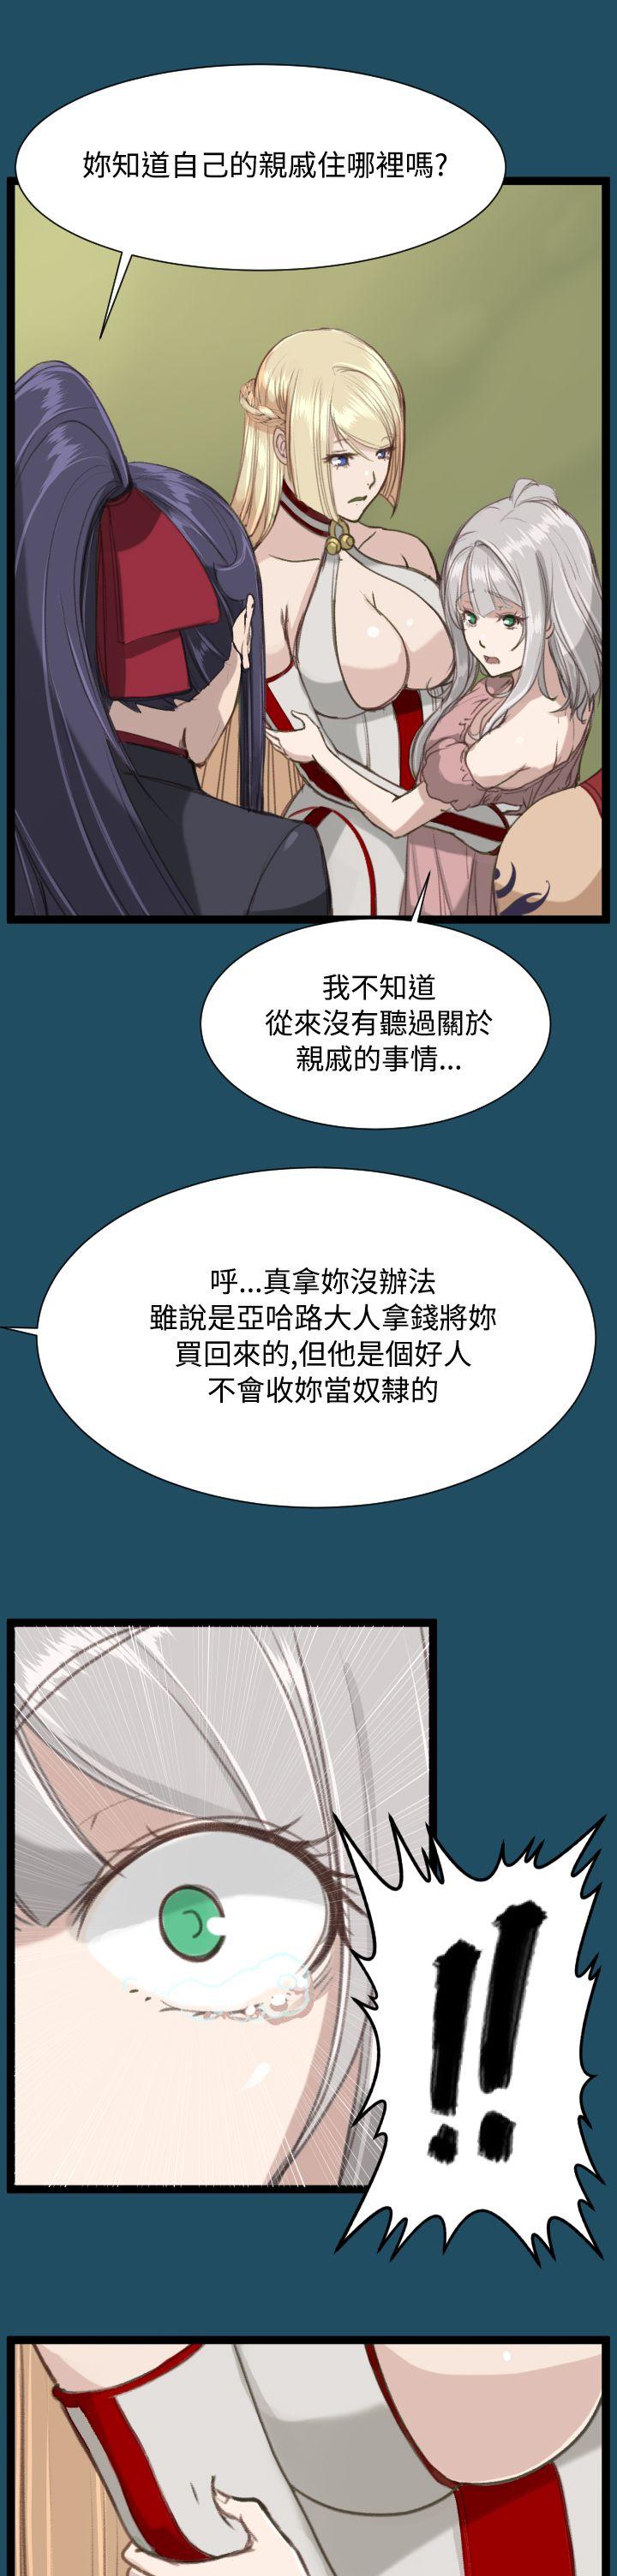 妳知道自己的親戚住哪裡嗎?
我不知道
從來沒有聽過關於
親戚的事情...
呼...真拿妳沒辦法
雖說是亞哈路大人拿錢將妳
買回來的,但他是個好人
不會收妳當奴隸的
!!